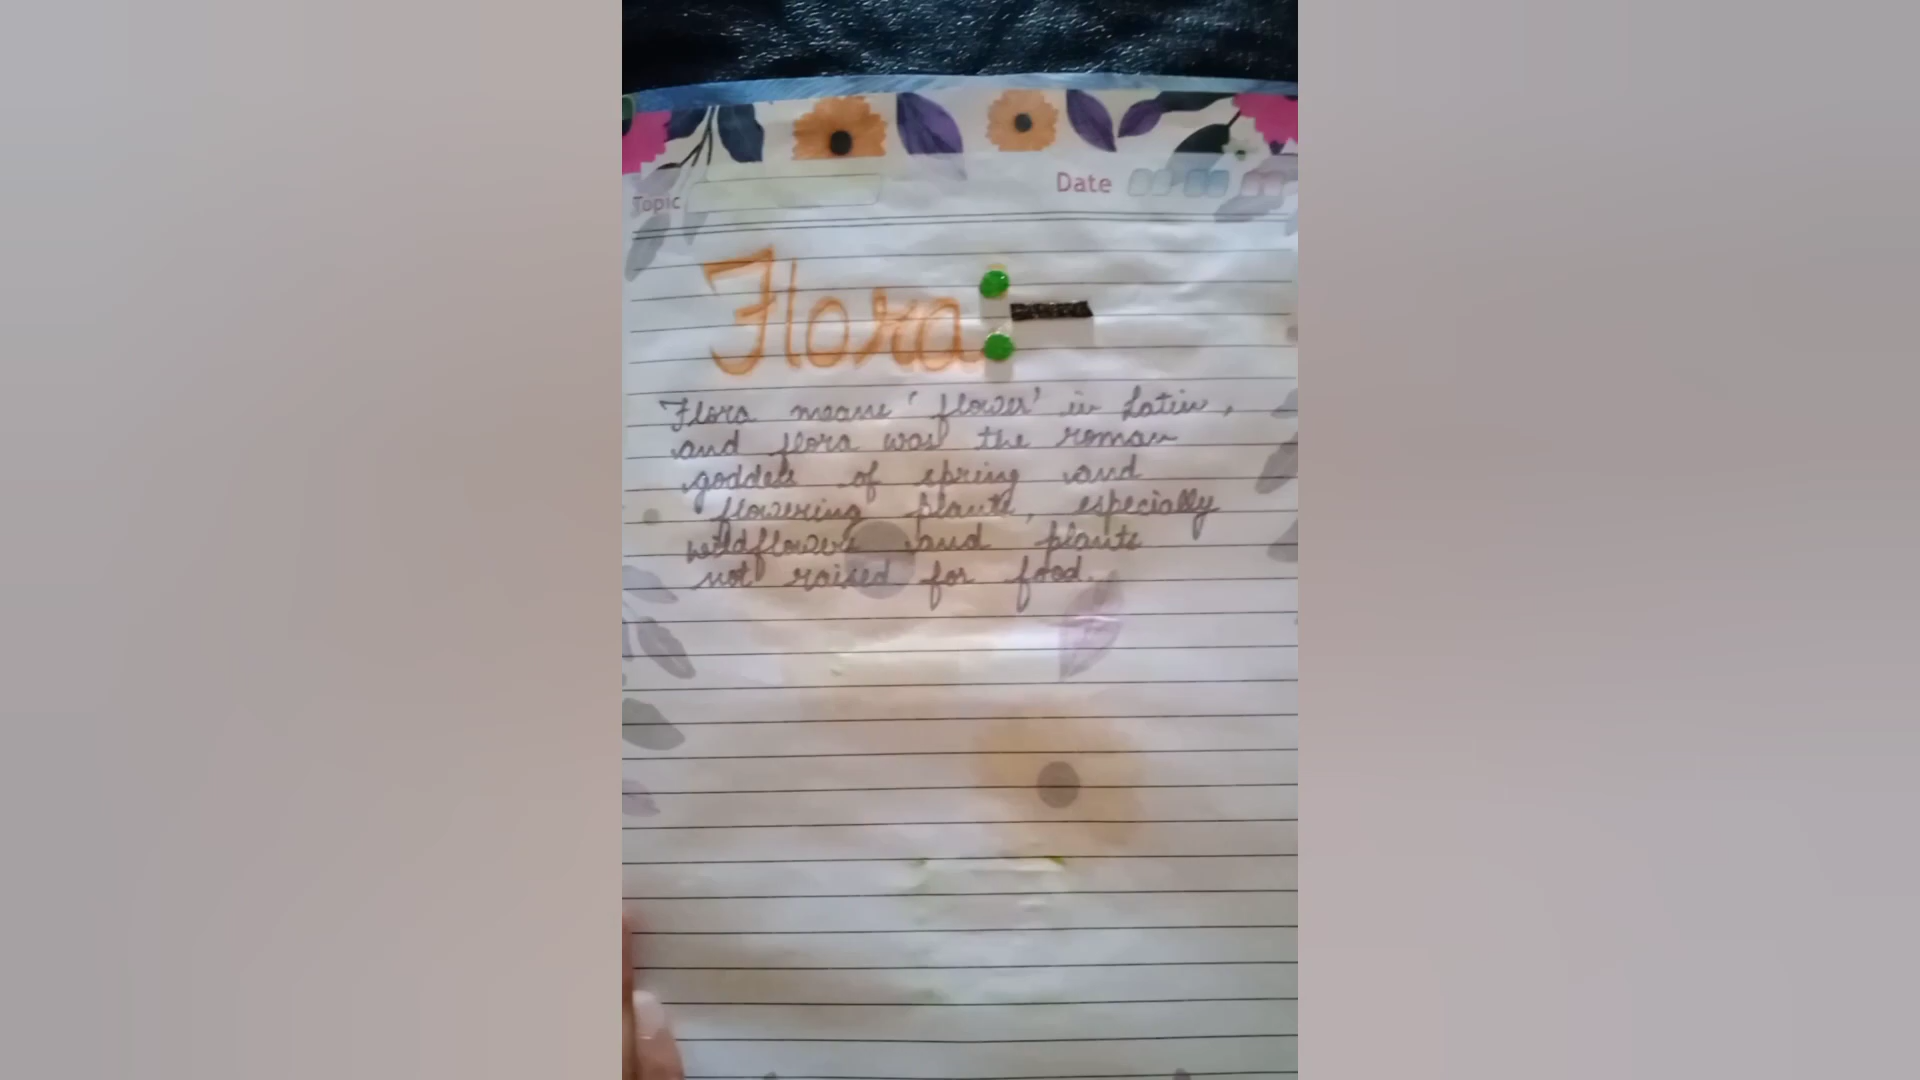 Topic
Date
Flora:-
Flora means 'flower' in Latin,
and flora was the roman
goddess of spring and
flowering plants, especially
wildflowers and plants
not raised for food.